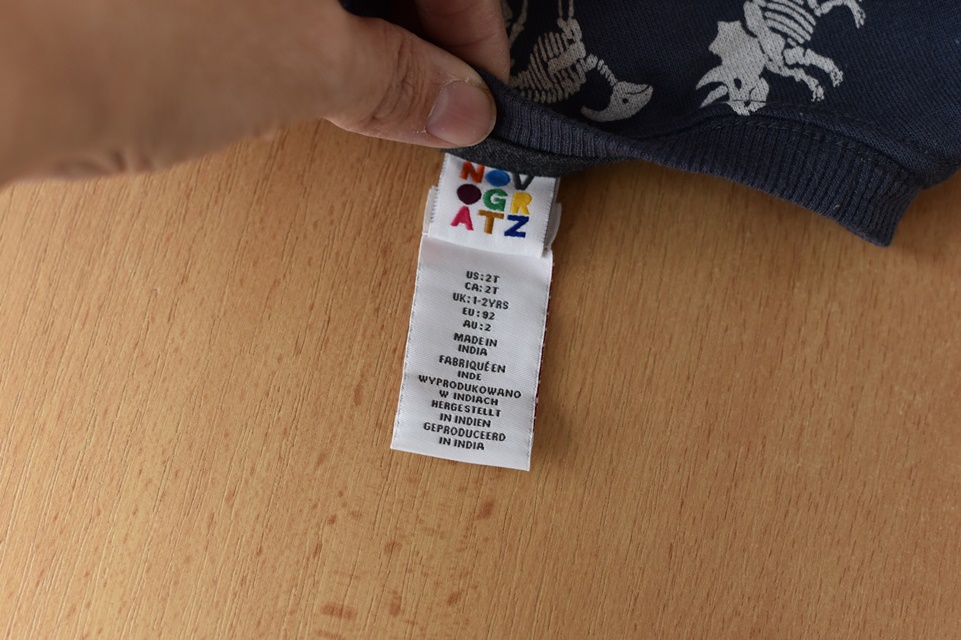 NOV
OGR
ATZ
US:2T
CA:2T
UK:1-2YRS
EU:92
AU:2
MADE IN
INDIA
FABRIQUÉ EN
INDE
WYPRODUKOWANO
W INDIACH
HERGESTELLT
IN INDIEN
GEPRODUCEERD
IN INDIA